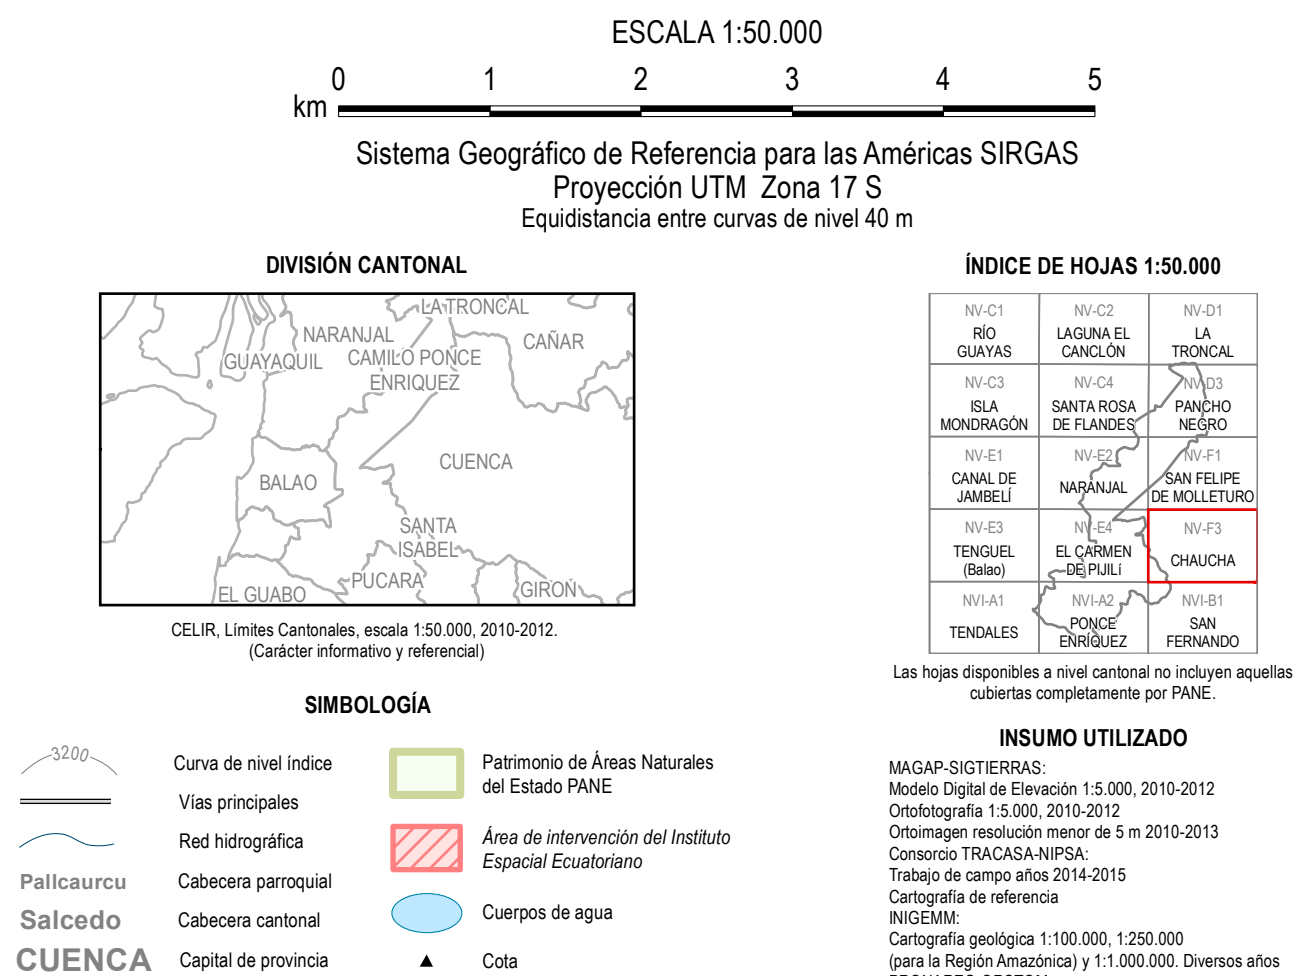 ESCALA 1:50.000
0 1 2 3 4 5
km
Sistema Geográfico de Referencia para las Américas SIRGAS
Proyección UTM Zona 17 S
Equidistancia entre curvas de nivel 40 m
DIVISIÓN CANTONAL
LA TRONCAL
NARANJAL
CAÑAR
GUAYAQUIL
CAMILO PONCE
ENRIQUEZ
CUENCA
BALAO
SANTA
ISABEL
PUCARA
GIRON
EL GUABO
CELIR, Límites Cantonales, escala 1:50.000, 2010-2012.
(Carácter informativo y referencial)
ÍNDICE DE HOJAS 1:50.000
NV-C1 NV-C2 NV-D1
RÍO LAGUNA EL LA
GUAYAS CANCLÓN TRONCAL
NV-C3 NV-C4 NV-D3
ISLA SANTA ROSA PANCHO
MONDRAGÓN DE FLANDES NEGRO
NV-E1 NV-E2 NV-F1
CANAL DE NARANJAL SAN FELIPE
JAMBELÍ DE MOLLETURO
NV-E3 NV-E4 NV-F3
TENGUEL EL CARMEN CHAUCHA
(Balao) DE PIJILí
NVI-A1 NVI-A2 NVI-B1
TENDALES PONCE SAN
ENRÍQUEZ FERNANDO
Las hojas disponibles a nivel cantonal no incluyen aquellas
cubiertas completamente por PANE.
SIMBOLOGÍA
3200
Curva de nivel índice
Vías principales
Red hidrográfica
Pallcaurcu Cabecera parroquial
Salcedo Cabecera cantonal
CUENCA Capital de provincia
Patrimonio de Áreas Naturales
del Estado PANE
Área de intervención del Instituto
Espacial Ecuatoriano
Cuerpos de agua
Cota
INSUMO UTILIZADO
MAGAP-SIGTIERRAS:
Modelo Digital de Elevación 1:5.000, 2010-2012
Ortofotografía 1:5.000, 2010-2012
Ortoimagen resolución menor de 5 m 2010-2013
Consorcio TRACASA-NIPSA:
Trabajo de campo años 2014-2015
Cartografía de referencia
INIGEMM:
Cartografía geológica 1:100.000, 1:250.000
(para la Región Amazónica) y 1:1.000.000. Diversos años